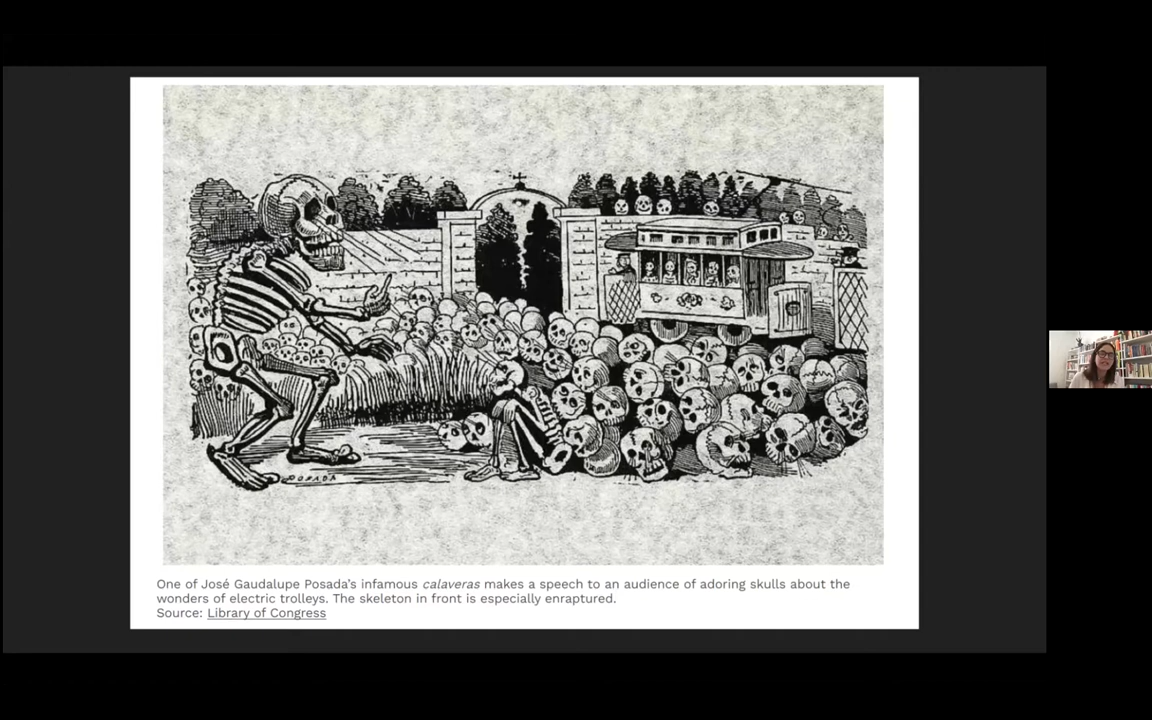 POSADA
One of José Gaudalupe Posada's infamous calaveras makes a speech to an audience of adoring skulls about the
wonders of electric trolleys. The skeleton in front is especially enraptured.
Source: Library of Congress